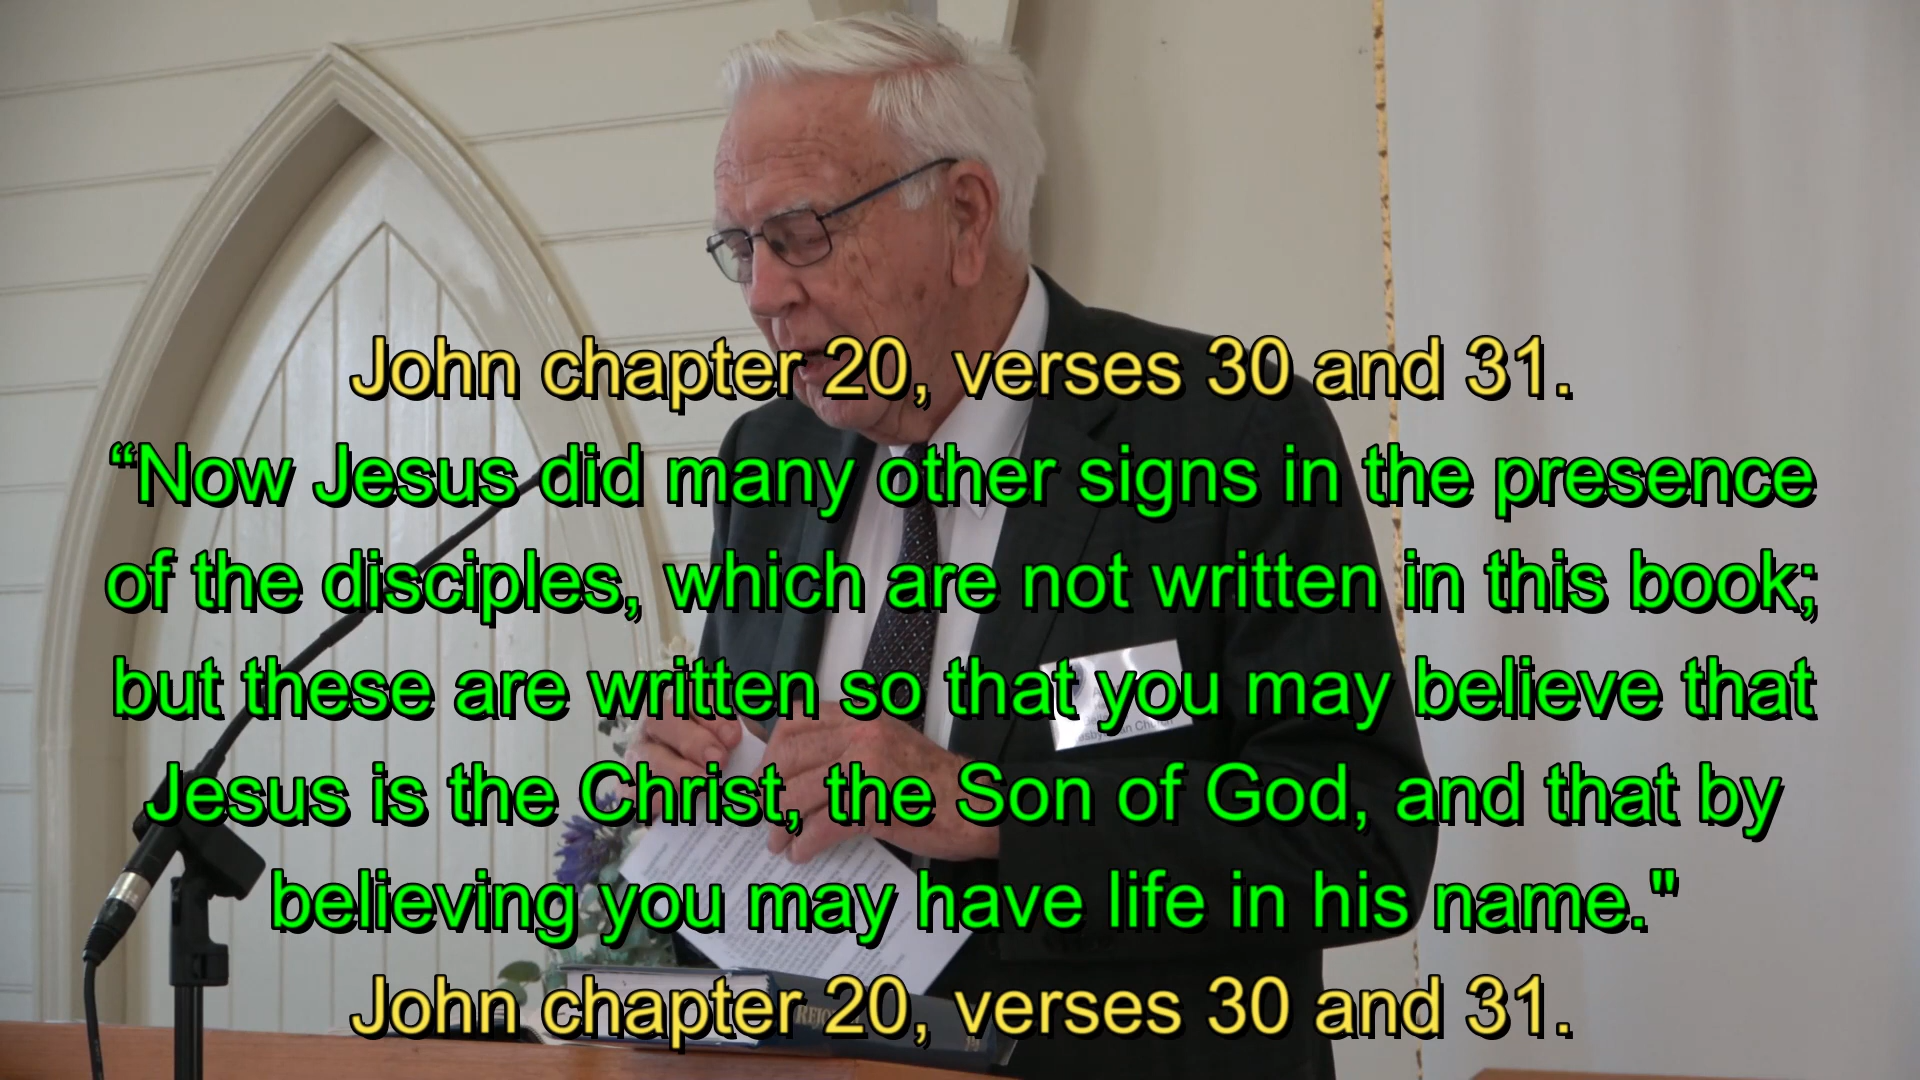 John chapter 20, verses 30 and 31.
“Now Jesus did many other signs in the presence
of the disciples, which are not written in this book;
but these are written so that you may believe that
Jesus is the Christ, the Son of God, and that by
believing you may have life in his name."
John chapter 20, verses 30 and 31.